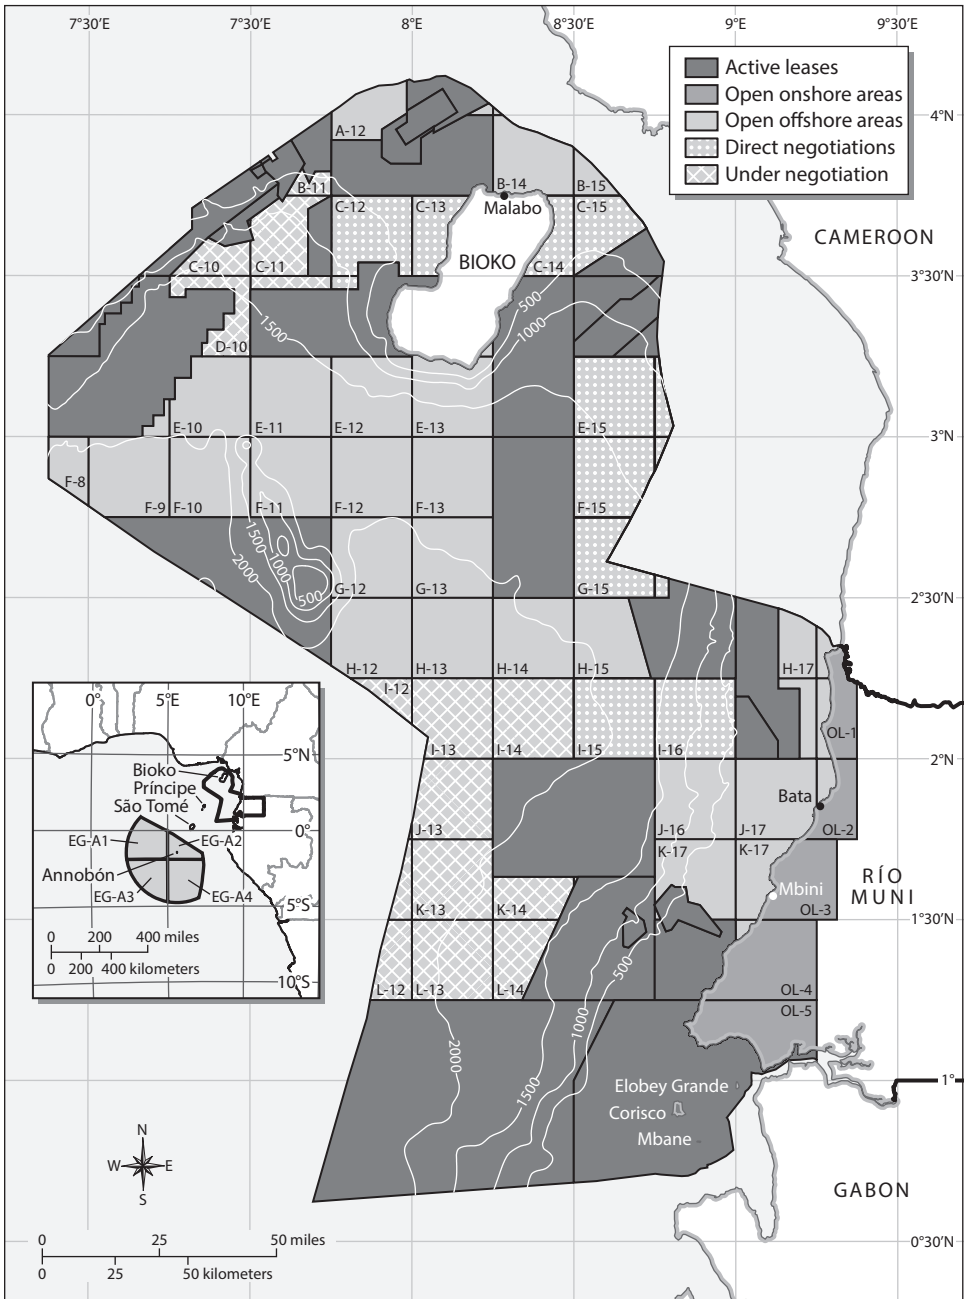 7°30′E
7°30′E
8°E
8°30′E
9°E
9°30′E
Active leases
Open onshore areas
Open offshore areas
Direct negotiations
Under negotiation
4°N
A-12
B-11
B-14
B-15
Malabo
C-12
C-13
C-15
CAMEROON
BIOKO
C-10
C-11
C-14
3°30′N
500
1000
1500
D-10
E-10
E-11
E-12
E-13
E-15
3°N
F-8
F-9
F-10
F-11
F-12
F-13
F-15
1500
2000
1000
500
G-12
G-13
G-15
2°30′N
H-12
H-13
H-14
H-15
H-17
I-12
I-13
I-14
I-15
I-16
OL-1
2°N
Bata
J-13
J-16
J-17
OL-2
K-17
K-17
RÍO
MUNI
Mbini
K-13
K-14
OL-3
1°30′N
500
L-12
L-13
L-14
OL-4
OL-5
1000
2000
1500
1°
Elobey Grande
Corisco
Mbane
GABON
0°30′N
0°
5°E
10°E
5°N
Bioko
Príncipe
São Tomé
0°
EG-A1
EG-A2
Annobón
EG-A3
EG-A4
5°S
0 200 400 miles
0 200 400 kilometers
10°S
N
W E
S
0 25 50 miles
0 25 50 kilometers